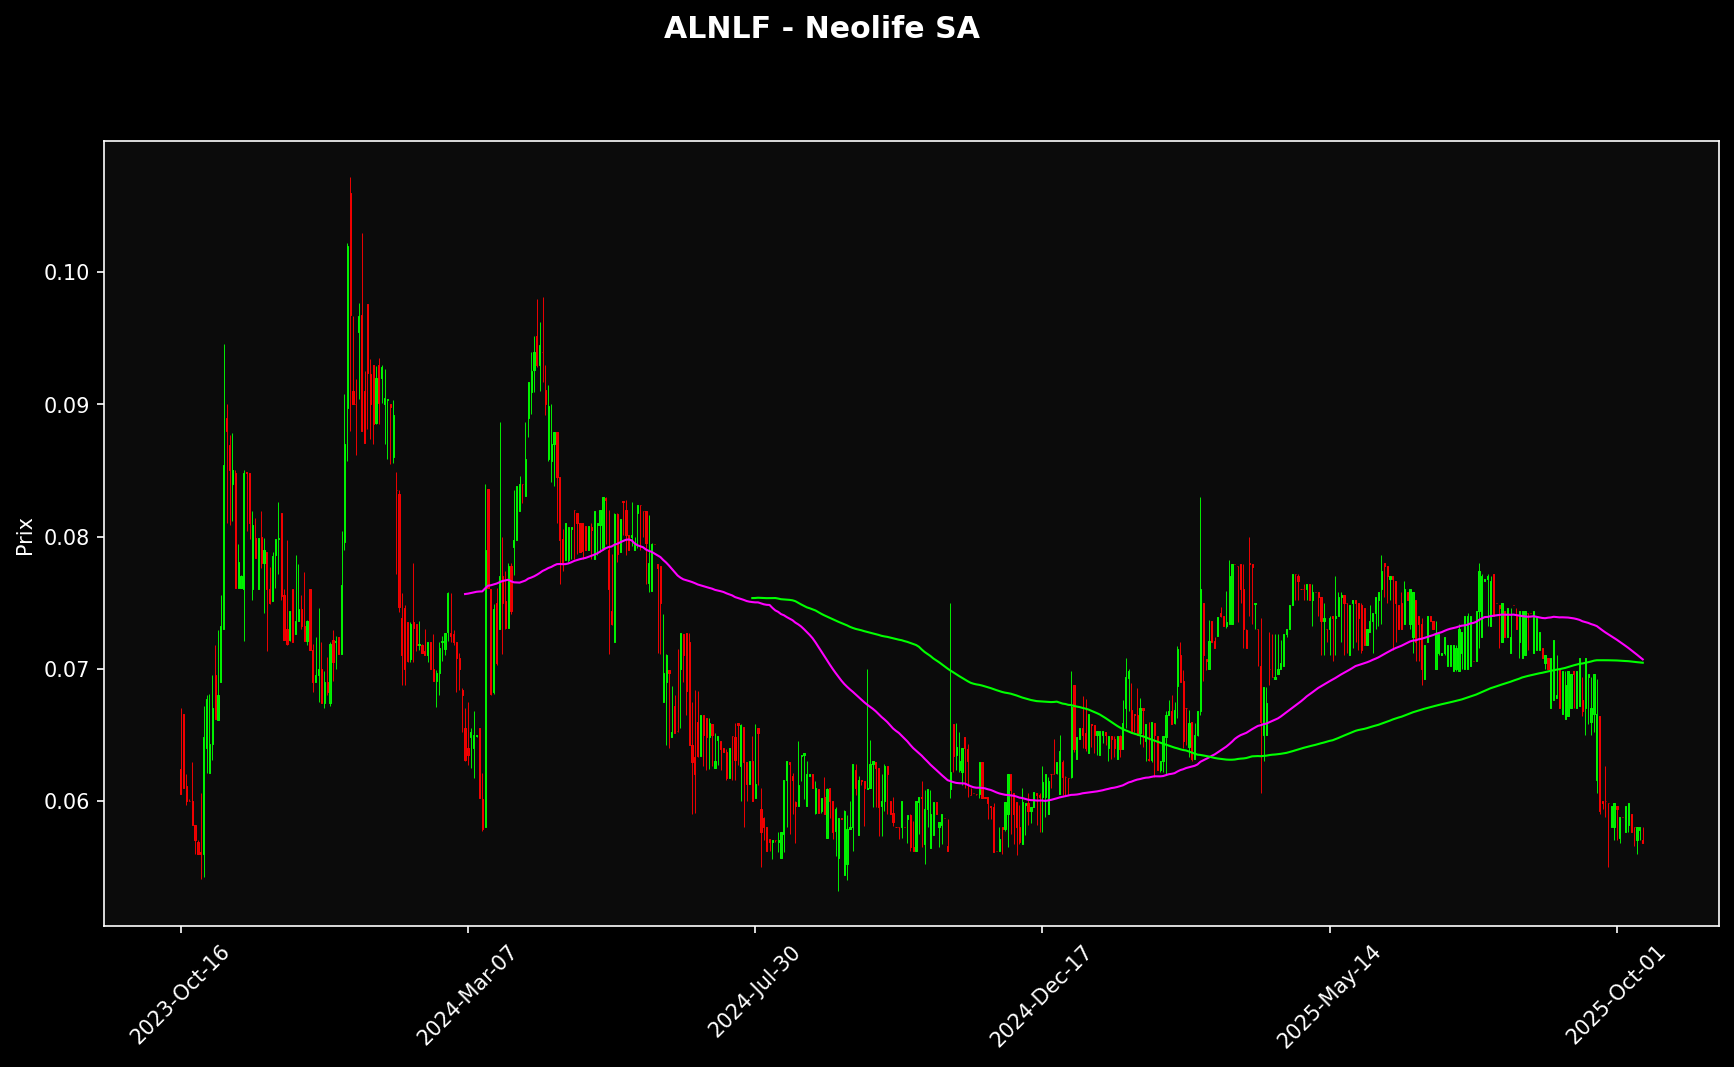 ALNLF - Neolife SA
0.10
0.09
0.08
0.07
0.06
Prix
2023-Oct-16
2024-Mar-07
2024-Jul-30
2024-Dec-17
2025-May-14
2025-Oct-01